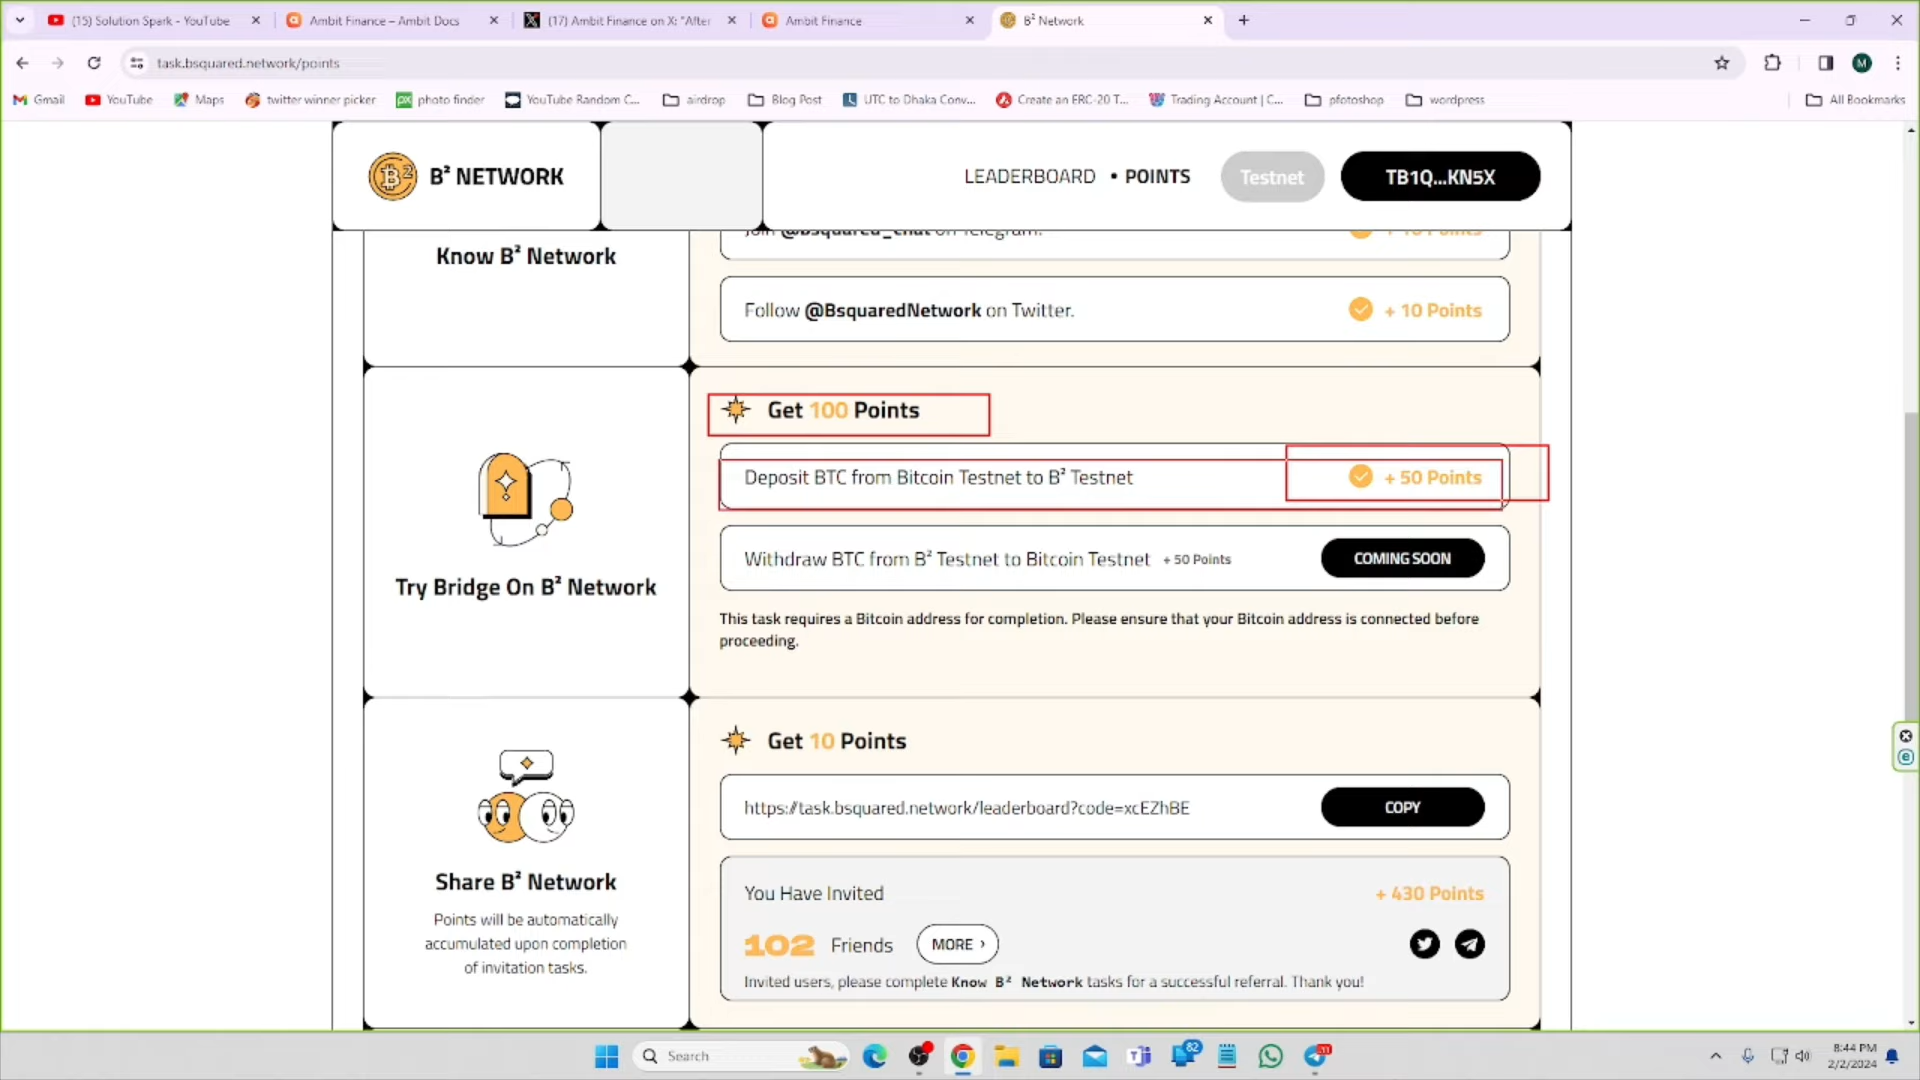 (15) Solution Spark - YouTube
Ambit Finance – Ambit Docs
(17) Ambit Finance on X: "After
Ambit Finance
B² Network
task.bsquared.network/points
M
Gmail
YouTube
Maps
twitter winner picker
photo finder
YouTube Random C...
airdrop
Blog Post
UTC to Dhaka Conv...
Create an ERC-20 T...
Trading Account | C...
pfotoshop
wordpress
All Bookmarks
B² NETWORK
LEADERBOARD
• POINTS
Testnet
TB1Q...KN5X
Know B² Network
Join @bsquared_chat on Telegram.
+ 10 Points
Follow @BsquaredNetwork on Twitter.
+ 10 Points
Try Bridge On B² Network
Get 100 Points
Deposit BTC from Bitcoin Testnet to B² Testnet
+ 50 Points
Withdraw BTC from B² Testnet to Bitcoin Testnet + 50 Points
COMING SOON
This task requires a Bitcoin address for completion. Please ensure that your Bitcoin address is connected before
proceeding.
Share B² Network
Points will be automatically
accumulated upon completion
of invitation tasks.
Get 10 Points
https://task.bsquared.network/leaderboard?code=xcEZhBE
COPY
You Have Invited
+ 430 Points
102 Friends
MORE ›
Invited users, please complete Know B² Network tasks for a successful referral. Thank you!
Search
82
8:44 PM
2/2/2024